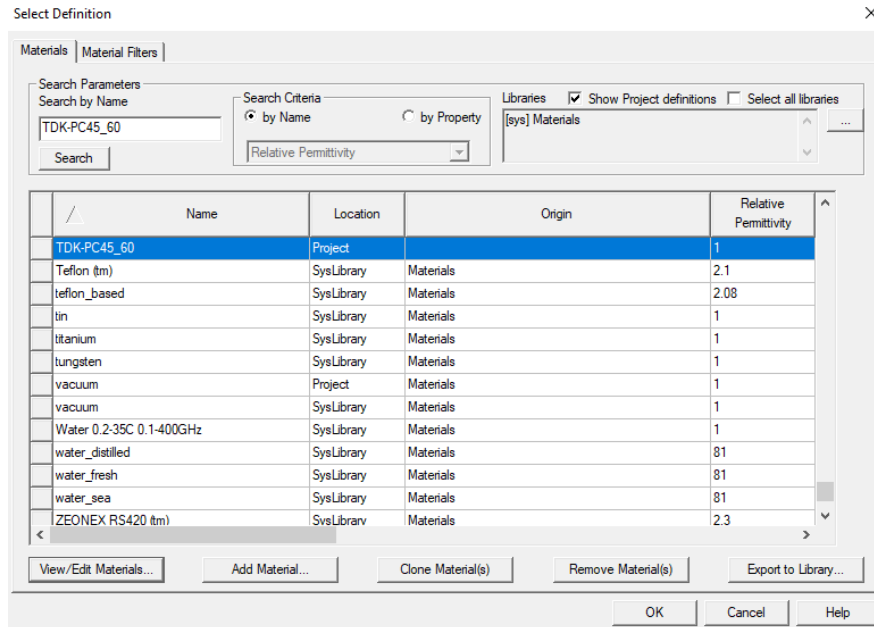 Select Definition
Materials Material Filters
Search Parameters
Search by Name
TDK-PC45_60
Search
Search Criteria
by Name by Property
Relative Permittivity
Libraries Show Project definitions Select all libraries
[sys] Materials
...
Name Location Origin Relative Permittivity
TDK-PC45_60 Project 1
Teflon (tm) SysLibrary Materials 2.1
teflon_based SysLibrary Materials 2.08
tin SysLibrary Materials 1
titanium SysLibrary Materials 1
tungsten SysLibrary Materials 1
vacuum Project Materials 1
vacuum SysLibrary Materials 1
Water 0.2-35C 0.1-400GHz SysLibrary Materials 1
water_distilled SysLibrary Materials 81
water_fresh SysLibrary Materials 81
water_sea SysLibrary Materials 81
ZEONEX RS420 (tm) SysLibrary Materials 2.3
View/Edit Materials... Add Material... Clone Material(s) Remove Material(s) Export to Library...
OK Cancel Help